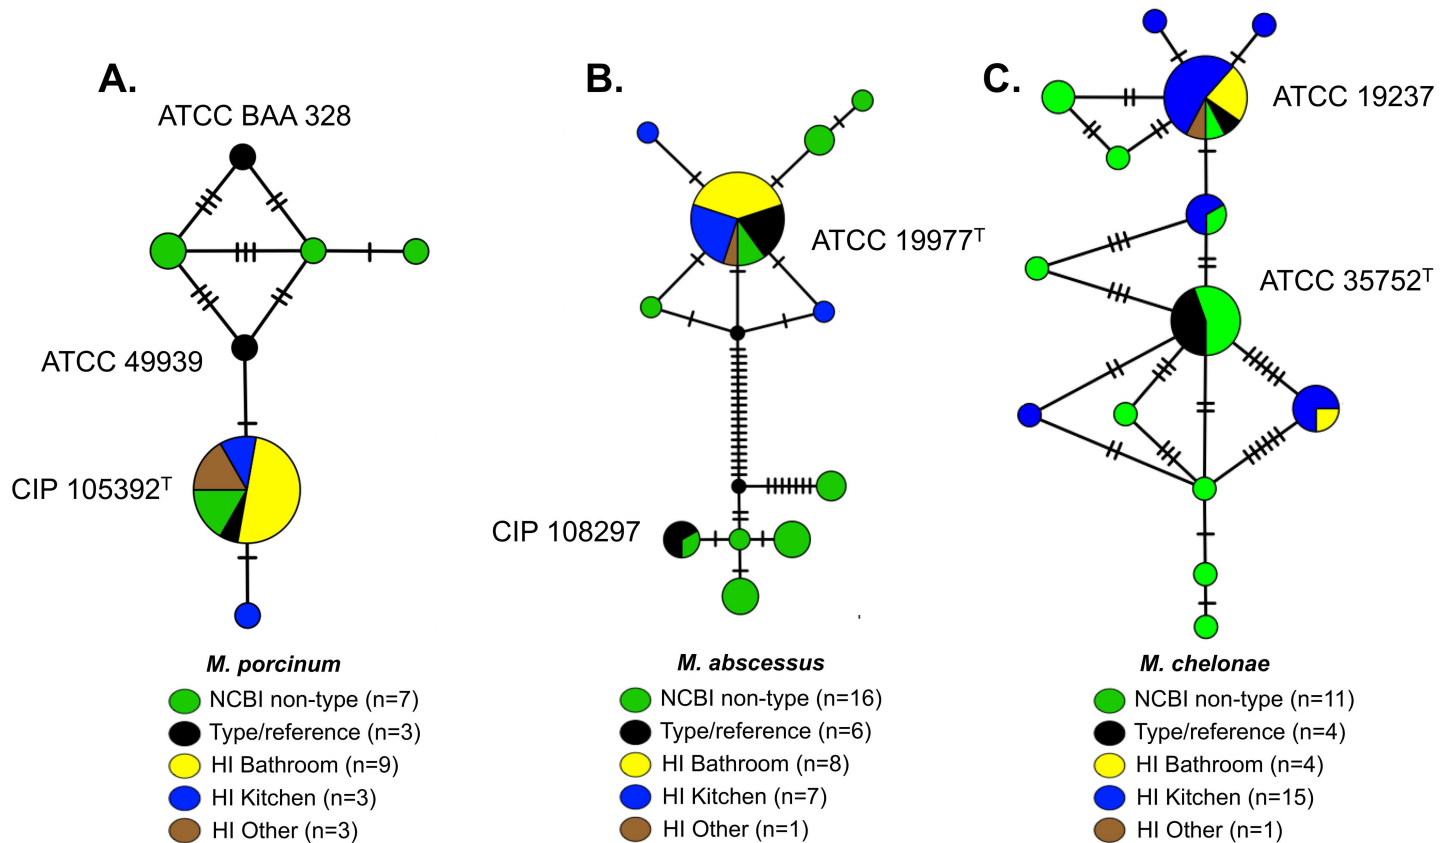 A.
ATCC BAA 328
ATCC 49939
CIP 105392ᵀ
M. porcinum
NCBI non-type (n=7)
Type/reference (n=3)
HI Bathroom (n=9)
HI Kitchen (n=3)
HI Other (n=3)
B.
ATCC 19977ᵀ
CIP 108297
M. abscessus
NCBI non-type (n=16)
Type/reference (n=6)
HI Bathroom (n=8)
HI Kitchen (n=7)
HI Other (n=1)
C.
ATCC 19237
ATCC 35752ᵀ
M. chelonae
NCBI non-type (n=11)
Type/reference (n=4)
HI Bathroom (n=4)
HI Kitchen (n=15)
HI Other (n=1)